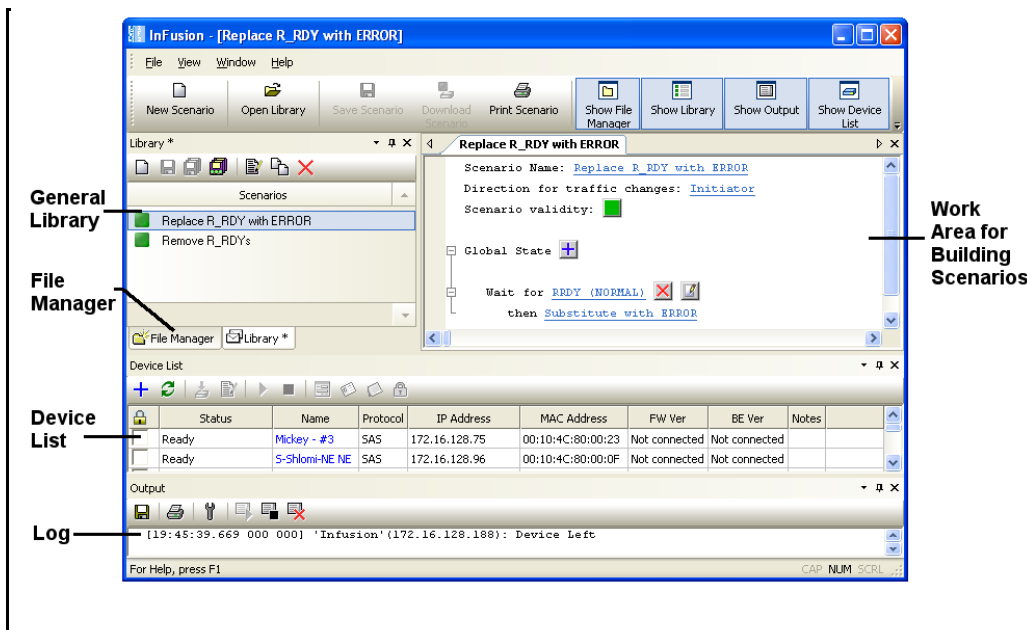 InFusion - [Replace R_RDY with ERROR]
File View Window Help
New Scenario Open Library Save Scenario Download Scenario Print Scenario Show File Manager Show Library Show Output Show Device List
Library *
Replace R_RDY with ERROR
Scenarios
Replace R_RDY with ERROR
Remove R_RDYs
File Manager Library *
Scenario Name: Replace R_RDY with ERROR
Direction for traffic changes: Initiator
Scenario validity:
Global State
Wait for RRDY (NORMAL)
then Substitute with ERROR
General Library
File Manager
Work Area for Building Scenarios
Device List
Device List
Status Name Protocol IP Address MAC Address FW Ver BE Ver Notes
Ready Mickey - #3 SAS 172.16.128.75 00:10:4C:80:00:23 Not connected Not connected
Ready S-Shlomi-NE NE SAS 172.16.128.96 00:10:4C:80:00:0F Not connected Not connected
Output
Log
[19:45:39.669 000 000] 'Infusion'(172.16.128.188): Device Left
For Help, press F1
CAP NUM SCRL